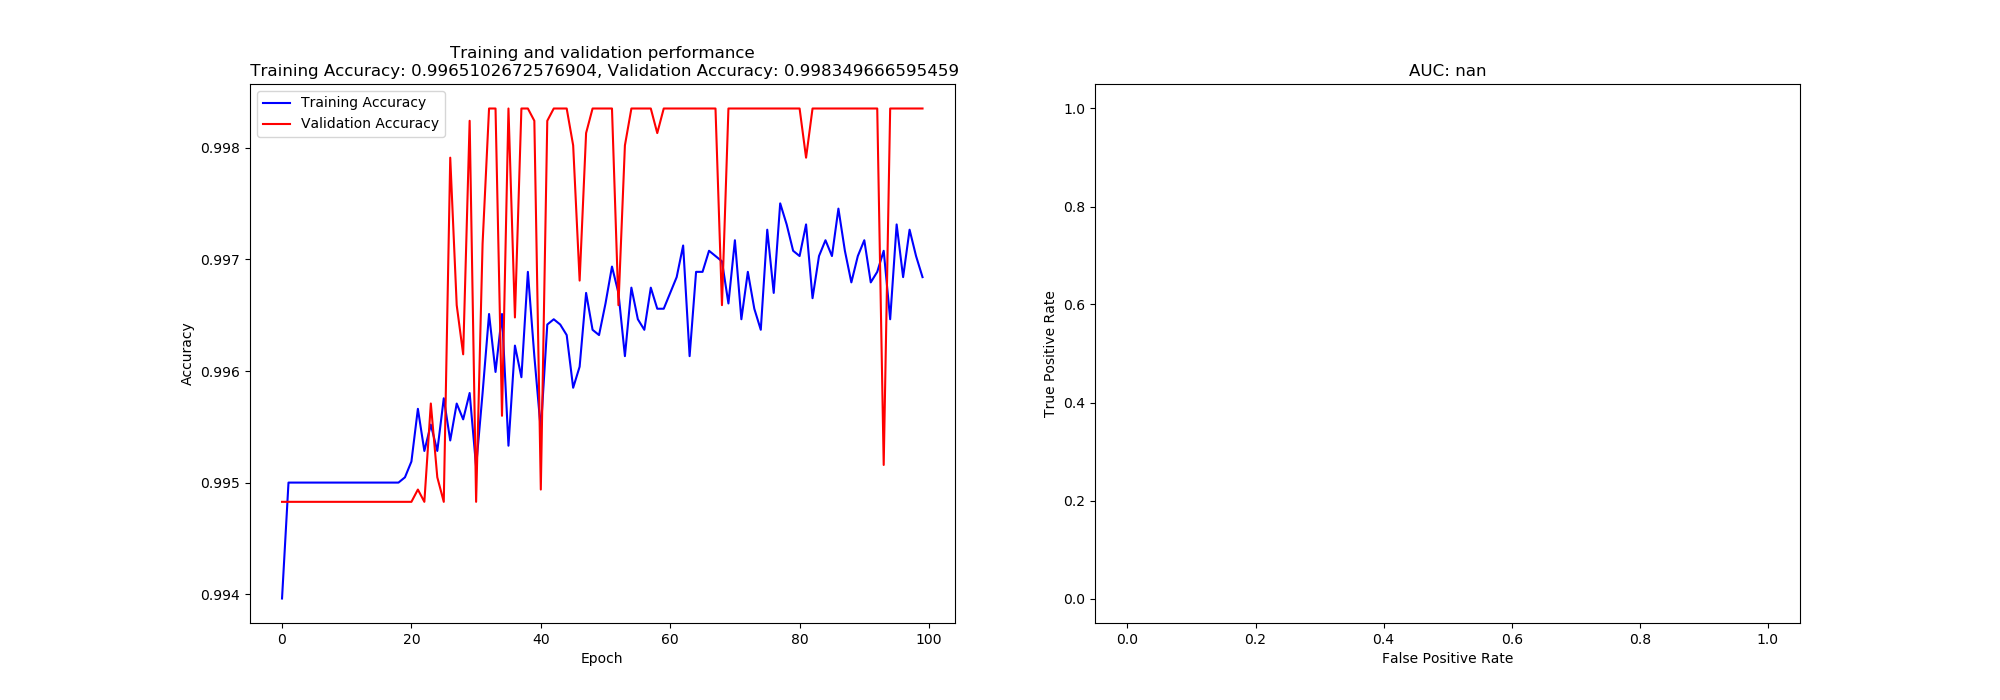 Training and validation performance
Training Accuracy: 0.9965102672576904, Validation Accuracy: 0.998349666595459
Training Accuracy
Validation Accuracy
0.998
0.997
0.996
0.995
0.994
Accuracy
0
20
40
60
80
100
Epoch
AUC: nan
1.0
0.8
0.6
0.4
0.2
0.0
True Positive Rate
0.0
0.2
0.4
0.6
0.8
1.0
False Positive Rate